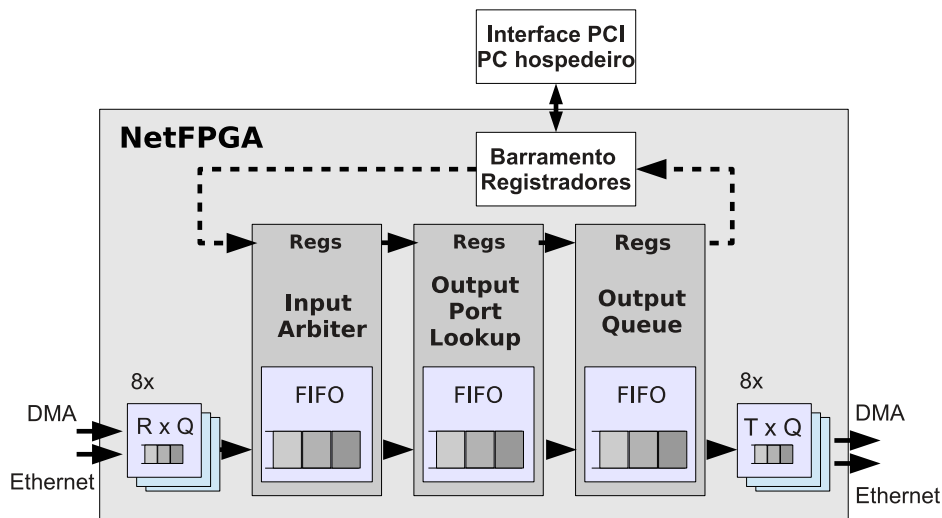 Interface PCI
PC hospedeiro
NetFPGA
Barramento
Registradores
Regs
Regs
Regs
Input
Arbiter
Output
Port
Lookup
Output
Queue
8x
FIFO
FIFO
FIFO
8x
DMA
R x Q
T x Q
DMA
Ethernet
Ethernet